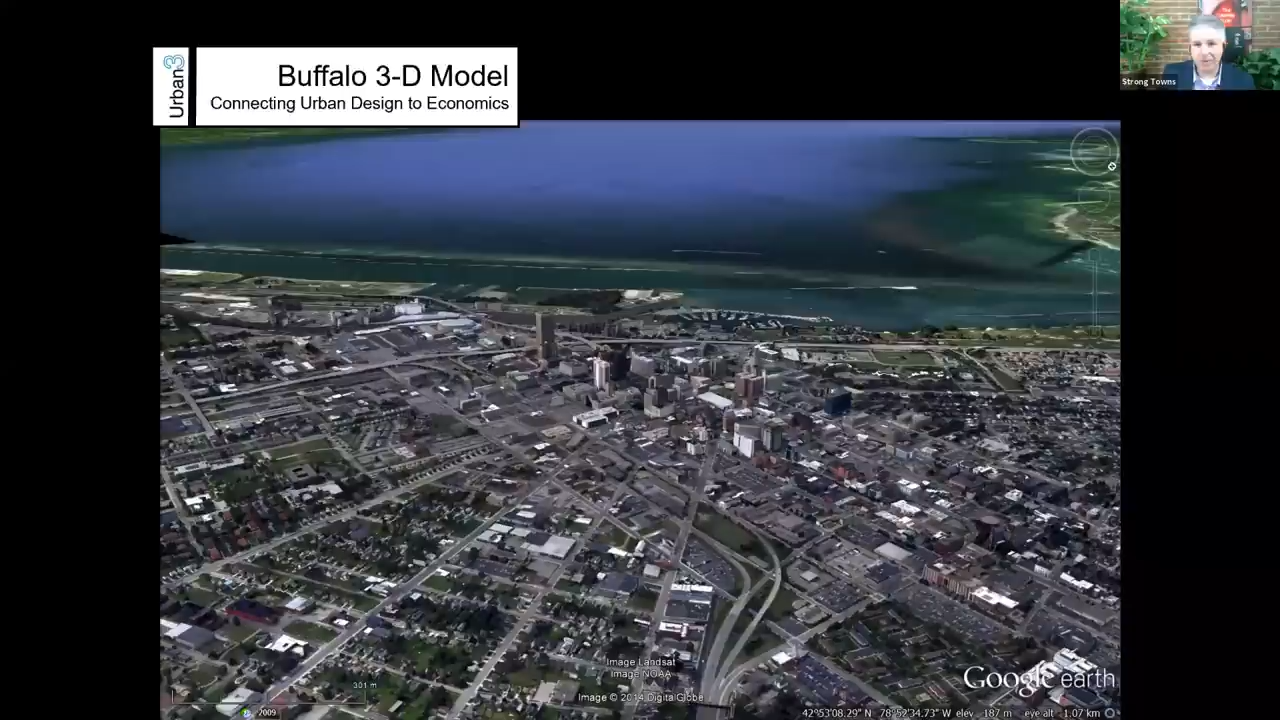 Urban3
Buffalo 3-D Model
Connecting Urban Design to Economics
Strong Towns
Image Landsat
Image NOAA
Image © 2014 DigitalGlobe
Google earth
301 m
2009
42°53'08.29" N 78°52'34.73" W elev 187 m eye alt 1.07 km